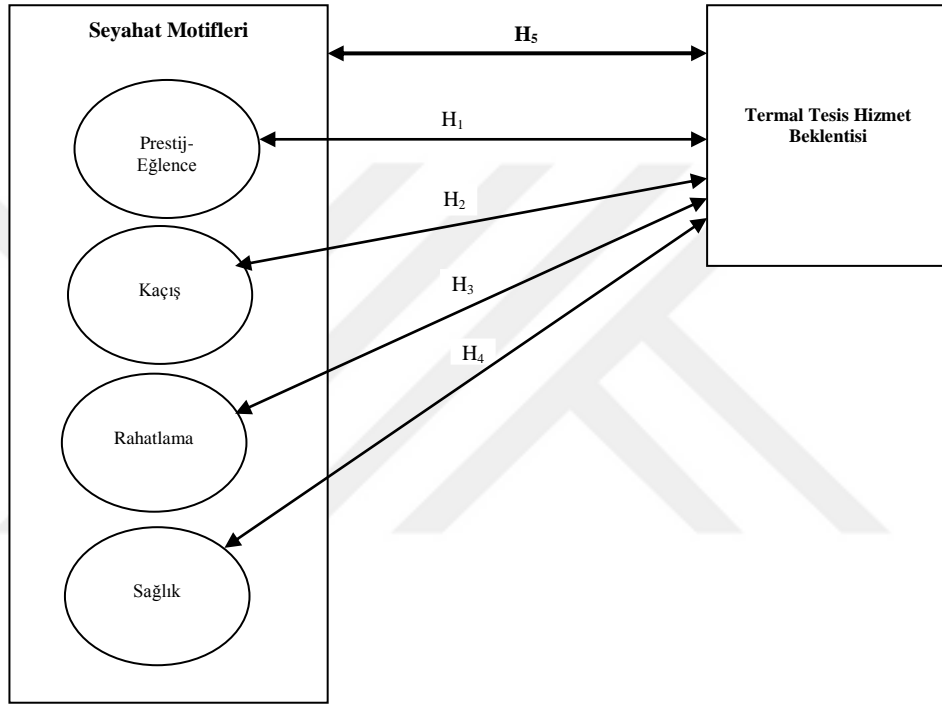 Seyahat Motifleri
Prestij-
Eğlence
Kaçış
Rahatlama
Sağlık
H₅
H₁
H₂
H₃
H₄
Termal Tesis Hizmet
Beklentisi